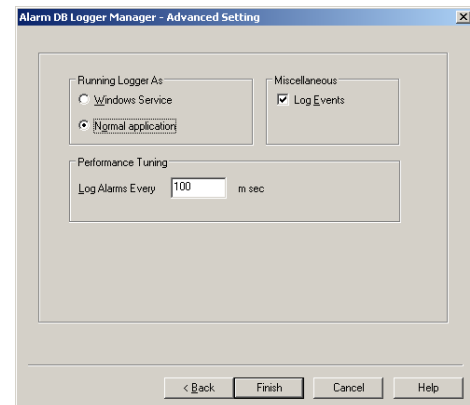 Alarm DB Logger Manager - Advanced Setting
Running Logger As
Windows Service
Normal application
Miscellaneous
Log Events
Performance Tuning
Log Alarms Every 100 m sec
< Back Finish Cancel Help